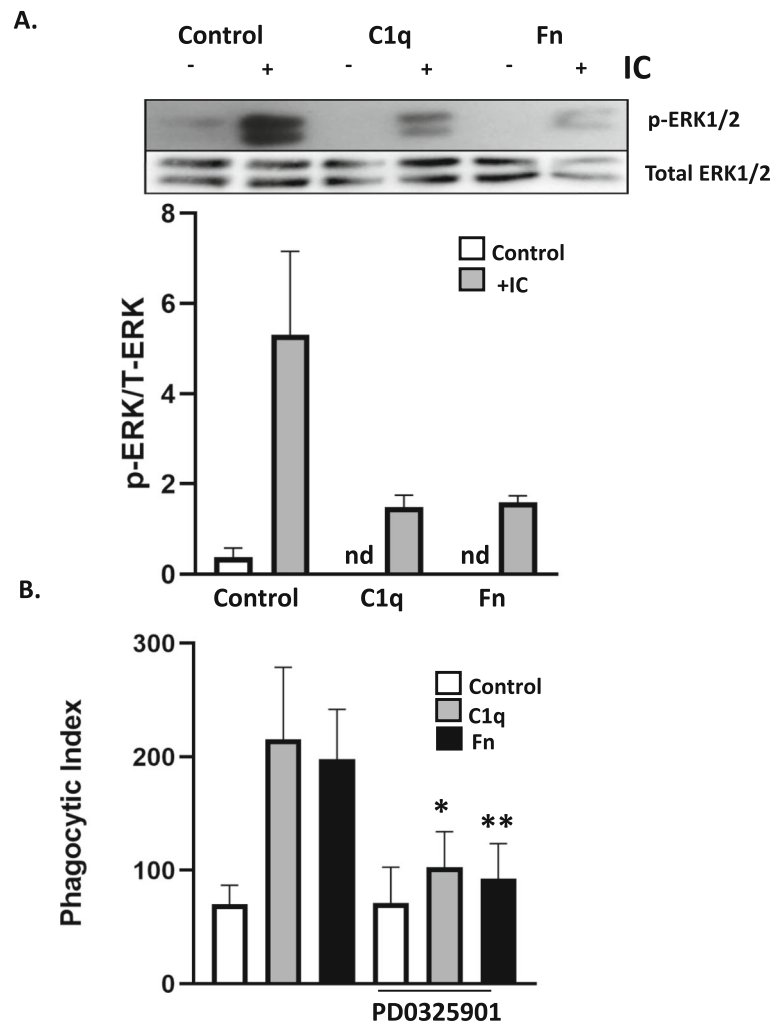 A.
Control C1q Fn
- + - + - + IC
p-ERK1/2
Total ERK1/2
8
6
4
2
0
p-ERK/T-ERK
Control
+IC
nd nd
Control C1q Fn
B.
300
200
100
0
Phagocytic Index
Control
C1q
Fn
* **
PD0325901